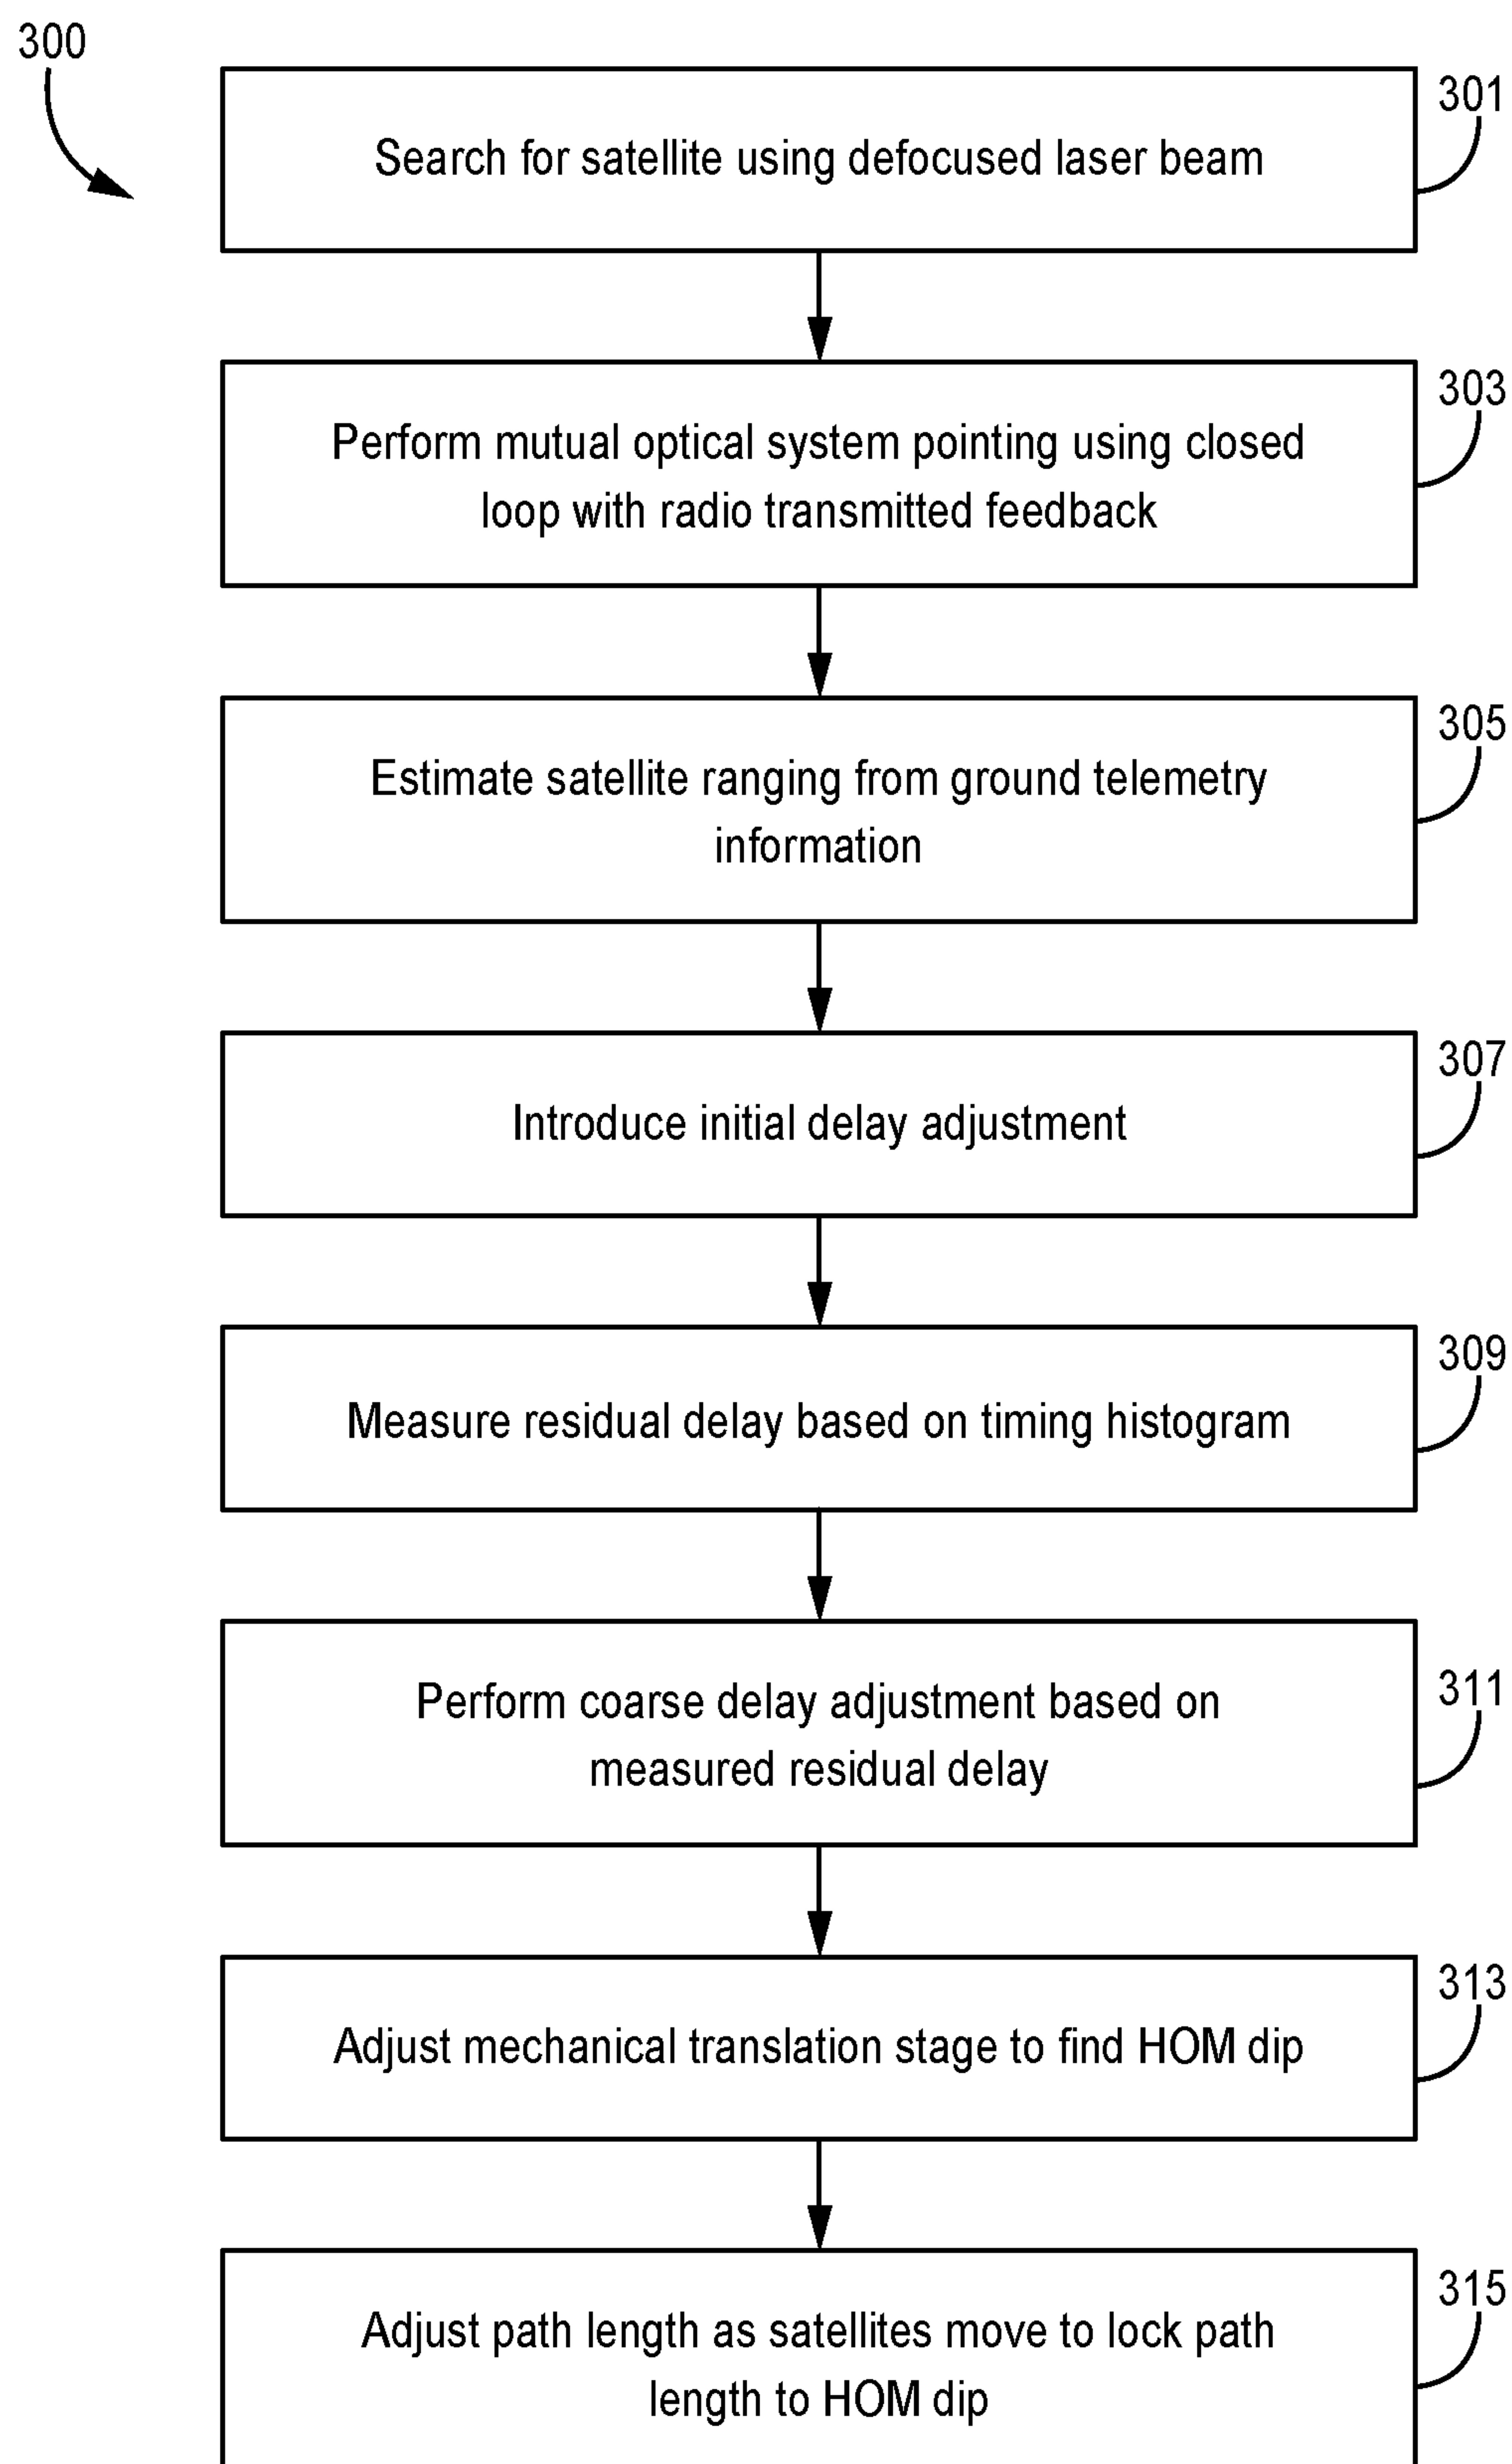 300
301
Search for satellite using defocused laser beam
303
Perform mutual optical system pointing using closed
loop with radio transmitted feedback
305
Estimate satellite ranging from ground telemetry
information
307
Introduce initial delay adjustment
309
Measure residual delay based on timing histogram
311
Perform coarse delay adjustment based on
measured residual delay
313
Adjust mechanical translation stage to find HOM dip
315
Adjust path length as satellites move to lock path
length to HOM dip